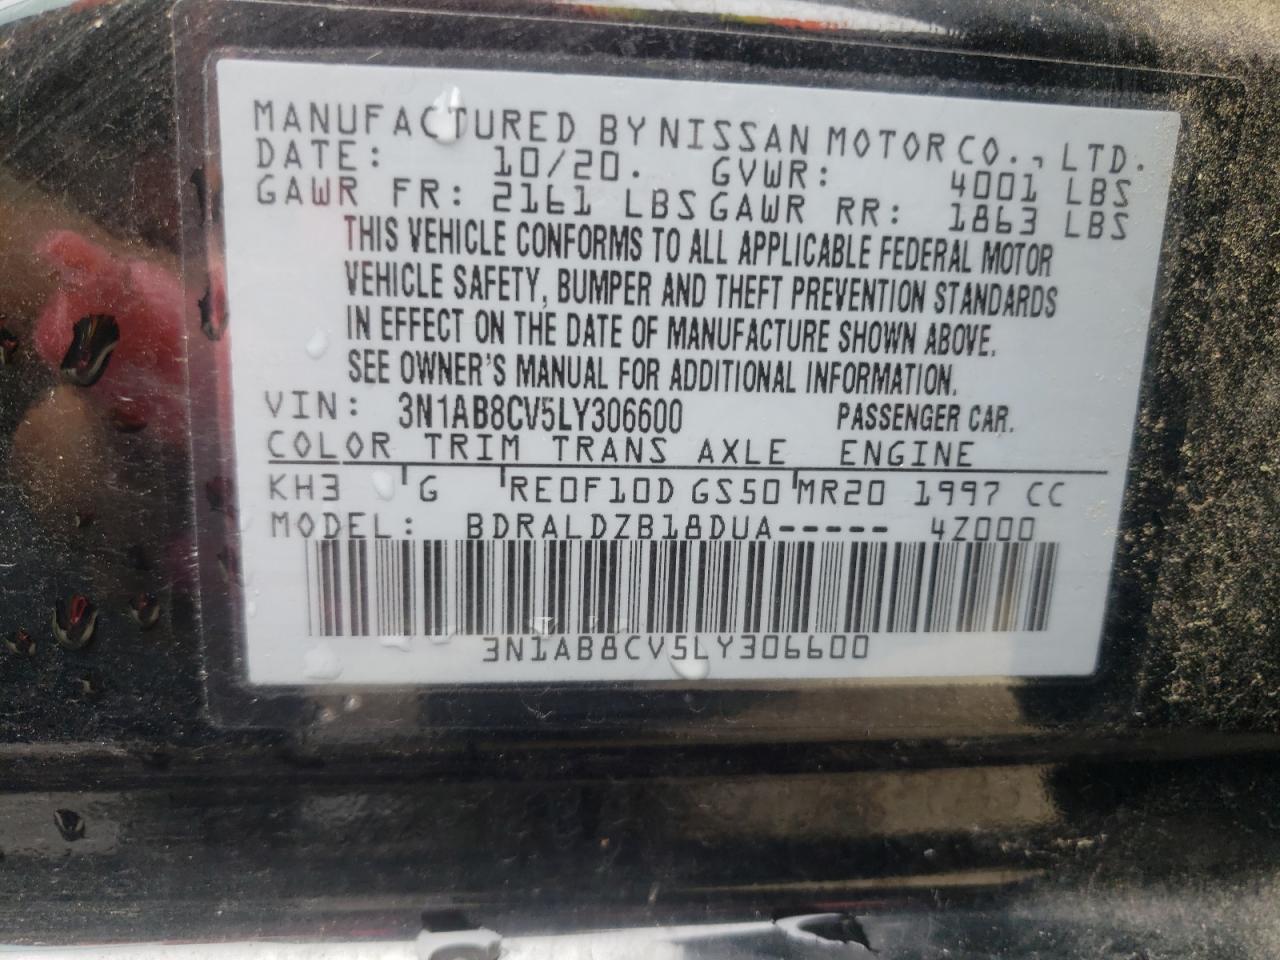 MANUFACTURED BY NISSAN MOTOR CO., LTD.
DATE: 10/20. GVWR: 4001 LBS
GAWR FR: 2161 LBS GAWR RR: 1863 LBS
THIS VEHICLE CONFORMS TO ALL APPLICABLE FEDERAL MOTOR
VEHICLE SAFETY, BUMPER AND THEFT PREVENTION STANDARDS
IN EFFECT ON THE DATE OF MANUFACTURE SHOWN ABOVE.
SEE OWNER'S MANUAL FOR ADDITIONAL INFORMATION.
VIN: 3N1AB8CV5LY306600 PASSENGER CAR.
COLOR TRIM TRANS AXLE ENGINE
KH3 G RE0F10D GS50 MR20 1997 CC
MODEL: BDRALDZB18DUA----- 4Z000
3N1AB8CV5LY306600